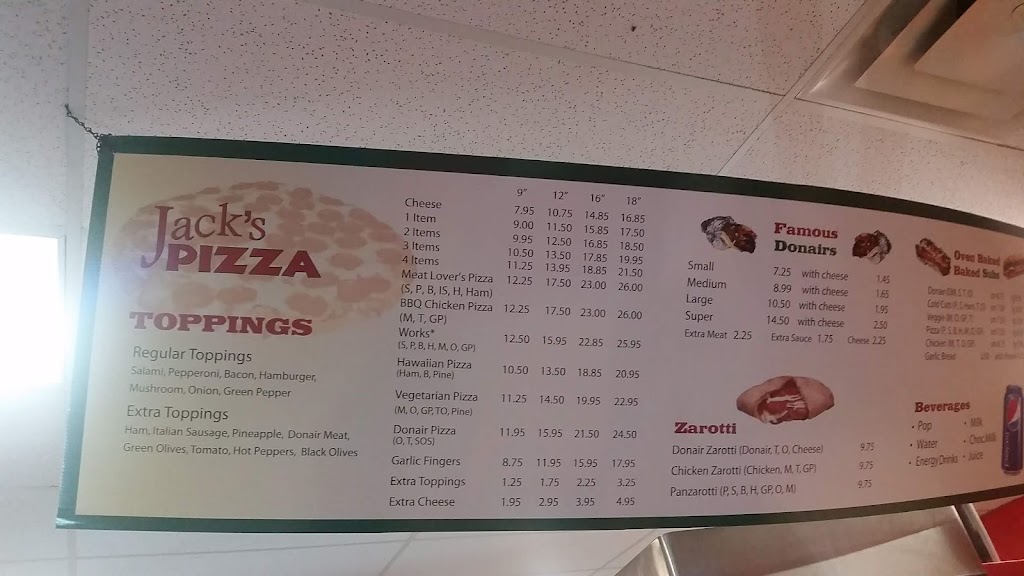 Jack's
PIZZA
TOPPINGS
Regular Toppings
Salami, Pepperoni, Bacon, Hamburger,
Mushroom, Onion, Green Pepper
Extra Toppings
Ham, Italian Sausage, Pineapple, Donair Meat,
Green Olives, Tomato, Hot Peppers, Black Olives
9" 12" 16" 18"
Cheese 7.95 10.75 14.85 16.85
1 Item 9.00 11.50 15.85 17.50
2 Items 9.95 12.50 16.85 18.50
3 Items 10.50 13.50 17.85 19.95
4 Items 11.25 13.95 18.85 21.50
Meat Lover's Pizza 12.25 17.50 23.00 26.00
(S, P, B, IS, H, Ham)
BBQ Chicken Pizza 12.25 17.50 23.00 26.00
(M, T, GP)
Works* 12.50 15.95 22.85 25.95
(S, P, B, H, M, O, GP)
Hawaiian Pizza 10.50 13.50 18.85 20.95
(Ham, B, Pine)
Vegetarian Pizza 11.25 14.50 19.95 22.95
(M, O, GP, TO, Pine)
Donair Pizza 11.95 15.95 21.50 24.50
(O, T, SOS)
Garlic Fingers 8.75 11.95 15.95 17.95
Extra Toppings 1.25 1.75 2.25 3.25
Extra Cheese 1.95 2.95 3.95 4.95
Famous
Donairs
Small 7.25 with cheese 1.45
Medium 8.99 with cheese 1.65
Large 10.50 with cheese 1.95
Super 14.50 with cheese 2.50
Extra Meat 2.25 Extra Sauce 1.75 Cheese 2.25
Zarotti
Donair Zarotti (Donair, T, O, Cheese) 9.75
Chicken Zarotti (Chicken, M, T, GP) 9.75
Panzarotti (P, S, B, H, GP, O, M) 9.75
Oven Baked
Baked Subs
Garlic Bread
Beverages
• Pop
• Water
• Energy Drinks
• Milk
• Choc. Milk
• Juice
pepsi